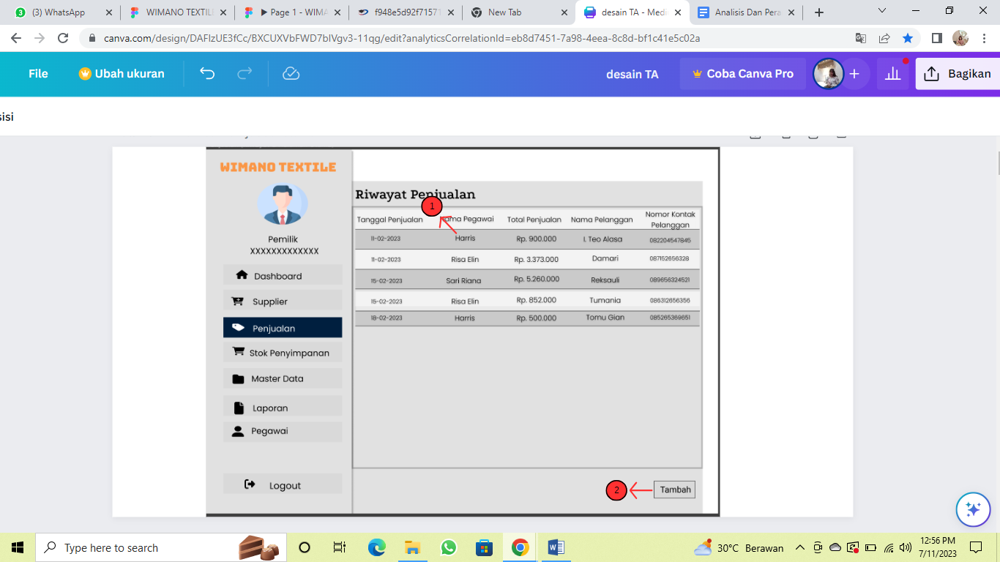 (3) WhatsApp
WIMANO TEXTIL
▶ Page 1 - WIMA
f948e5d92f71571
New Tab
desain TA - Med
Analisis Dan Pera
canva.com/design/DAFlzUE3fCc/BXCUXVbFWD7blVgv3-11qg/edit?analyticsCorrelationId=eb8d7451-7a98-4eea-8c8d-bf1c41e5c02a
File
Ubah ukuran
desain TA
Coba Canva Pro
Bagikan
sisi
WIMANO TEXTILE
Pemilik
XXXXXXXXXXXXX
Dashboard
Supplier
Penjualan
Stok Penyimpanan
Master Data
Laporan
Pegawai
Logout
Riwayat Penjualan
1
Tanggal Penjualan ama Pegawai Total Penjualan Nama Pelanggan Nomor Kontak
Pelanggan
11-02-2023 Harris Rp. 900.000 I. Teo Alasa 082204547845
11-02-2023 Risa Elin Rp. 3.373.000 Damari 087152656328
15-02-2023 Sari Riana Rp. 5.260.000 Reksauli 089656324521
15-02-2023 Risa Elin Rp. 852.000 Tumania 086312656356
18-02-2023 Harris Rp. 500.000 Tomu Gian 085265369651
2
Tambah
Type here to search
30°C Berawan
12:56 PM
7/11/2023